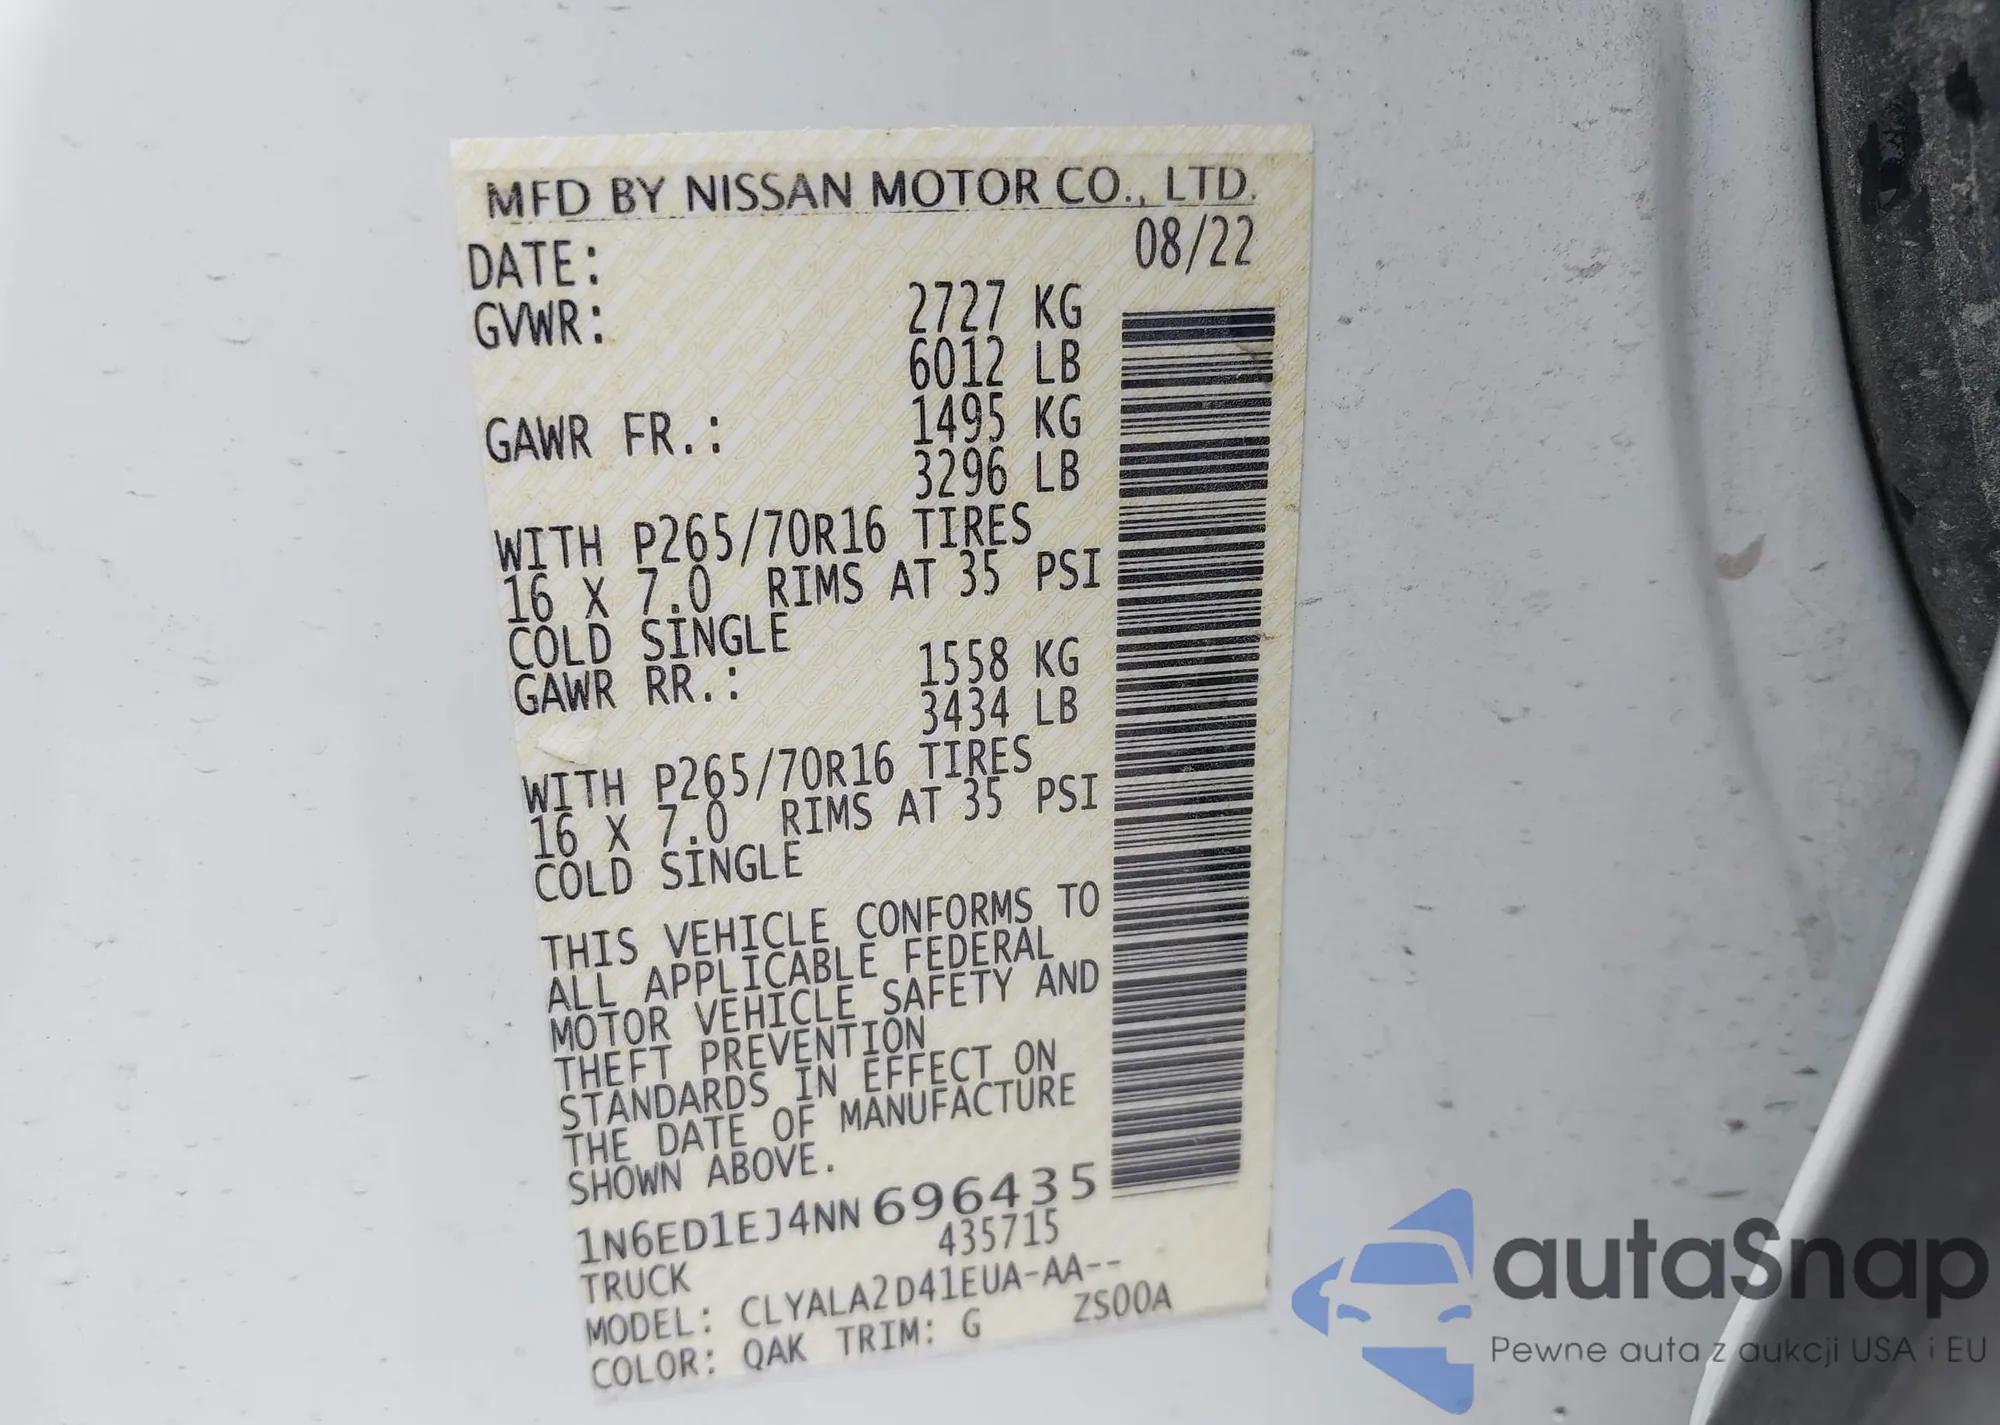 MFD BY NISSAN MOTOR CO., LTD.
DATE: 08/22
GVWR: 2727 KG
6012 LB
GAWR FR.: 1495 KG
3296 LB
WITH P265/70R16 TIRES
16 X 7.0 RIMS AT 35 PSI
COLD SINGLE
GAWR RR.: 1558 KG
3434 LB
WITH P265/70R16 TIRES
16 X 7.0 RIMS AT 35 PSI
COLD SINGLE
THIS VEHICLE CONFORMS TO
ALL APPLICABLE FEDERAL
MOTOR VEHICLE SAFETY AND
THEFT PREVENTION
STANDARDS IN EFFECT ON
THE DATE OF MANUFACTURE
SHOWN ABOVE.
1N6ED1EJ4NN696435
435715
TRUCK
MODEL: CLYALA2D41EUA-AA--
COLOR: QAK TRIM: G ZS00A
autaSnap
Pewne auta z aukcji USA i EU